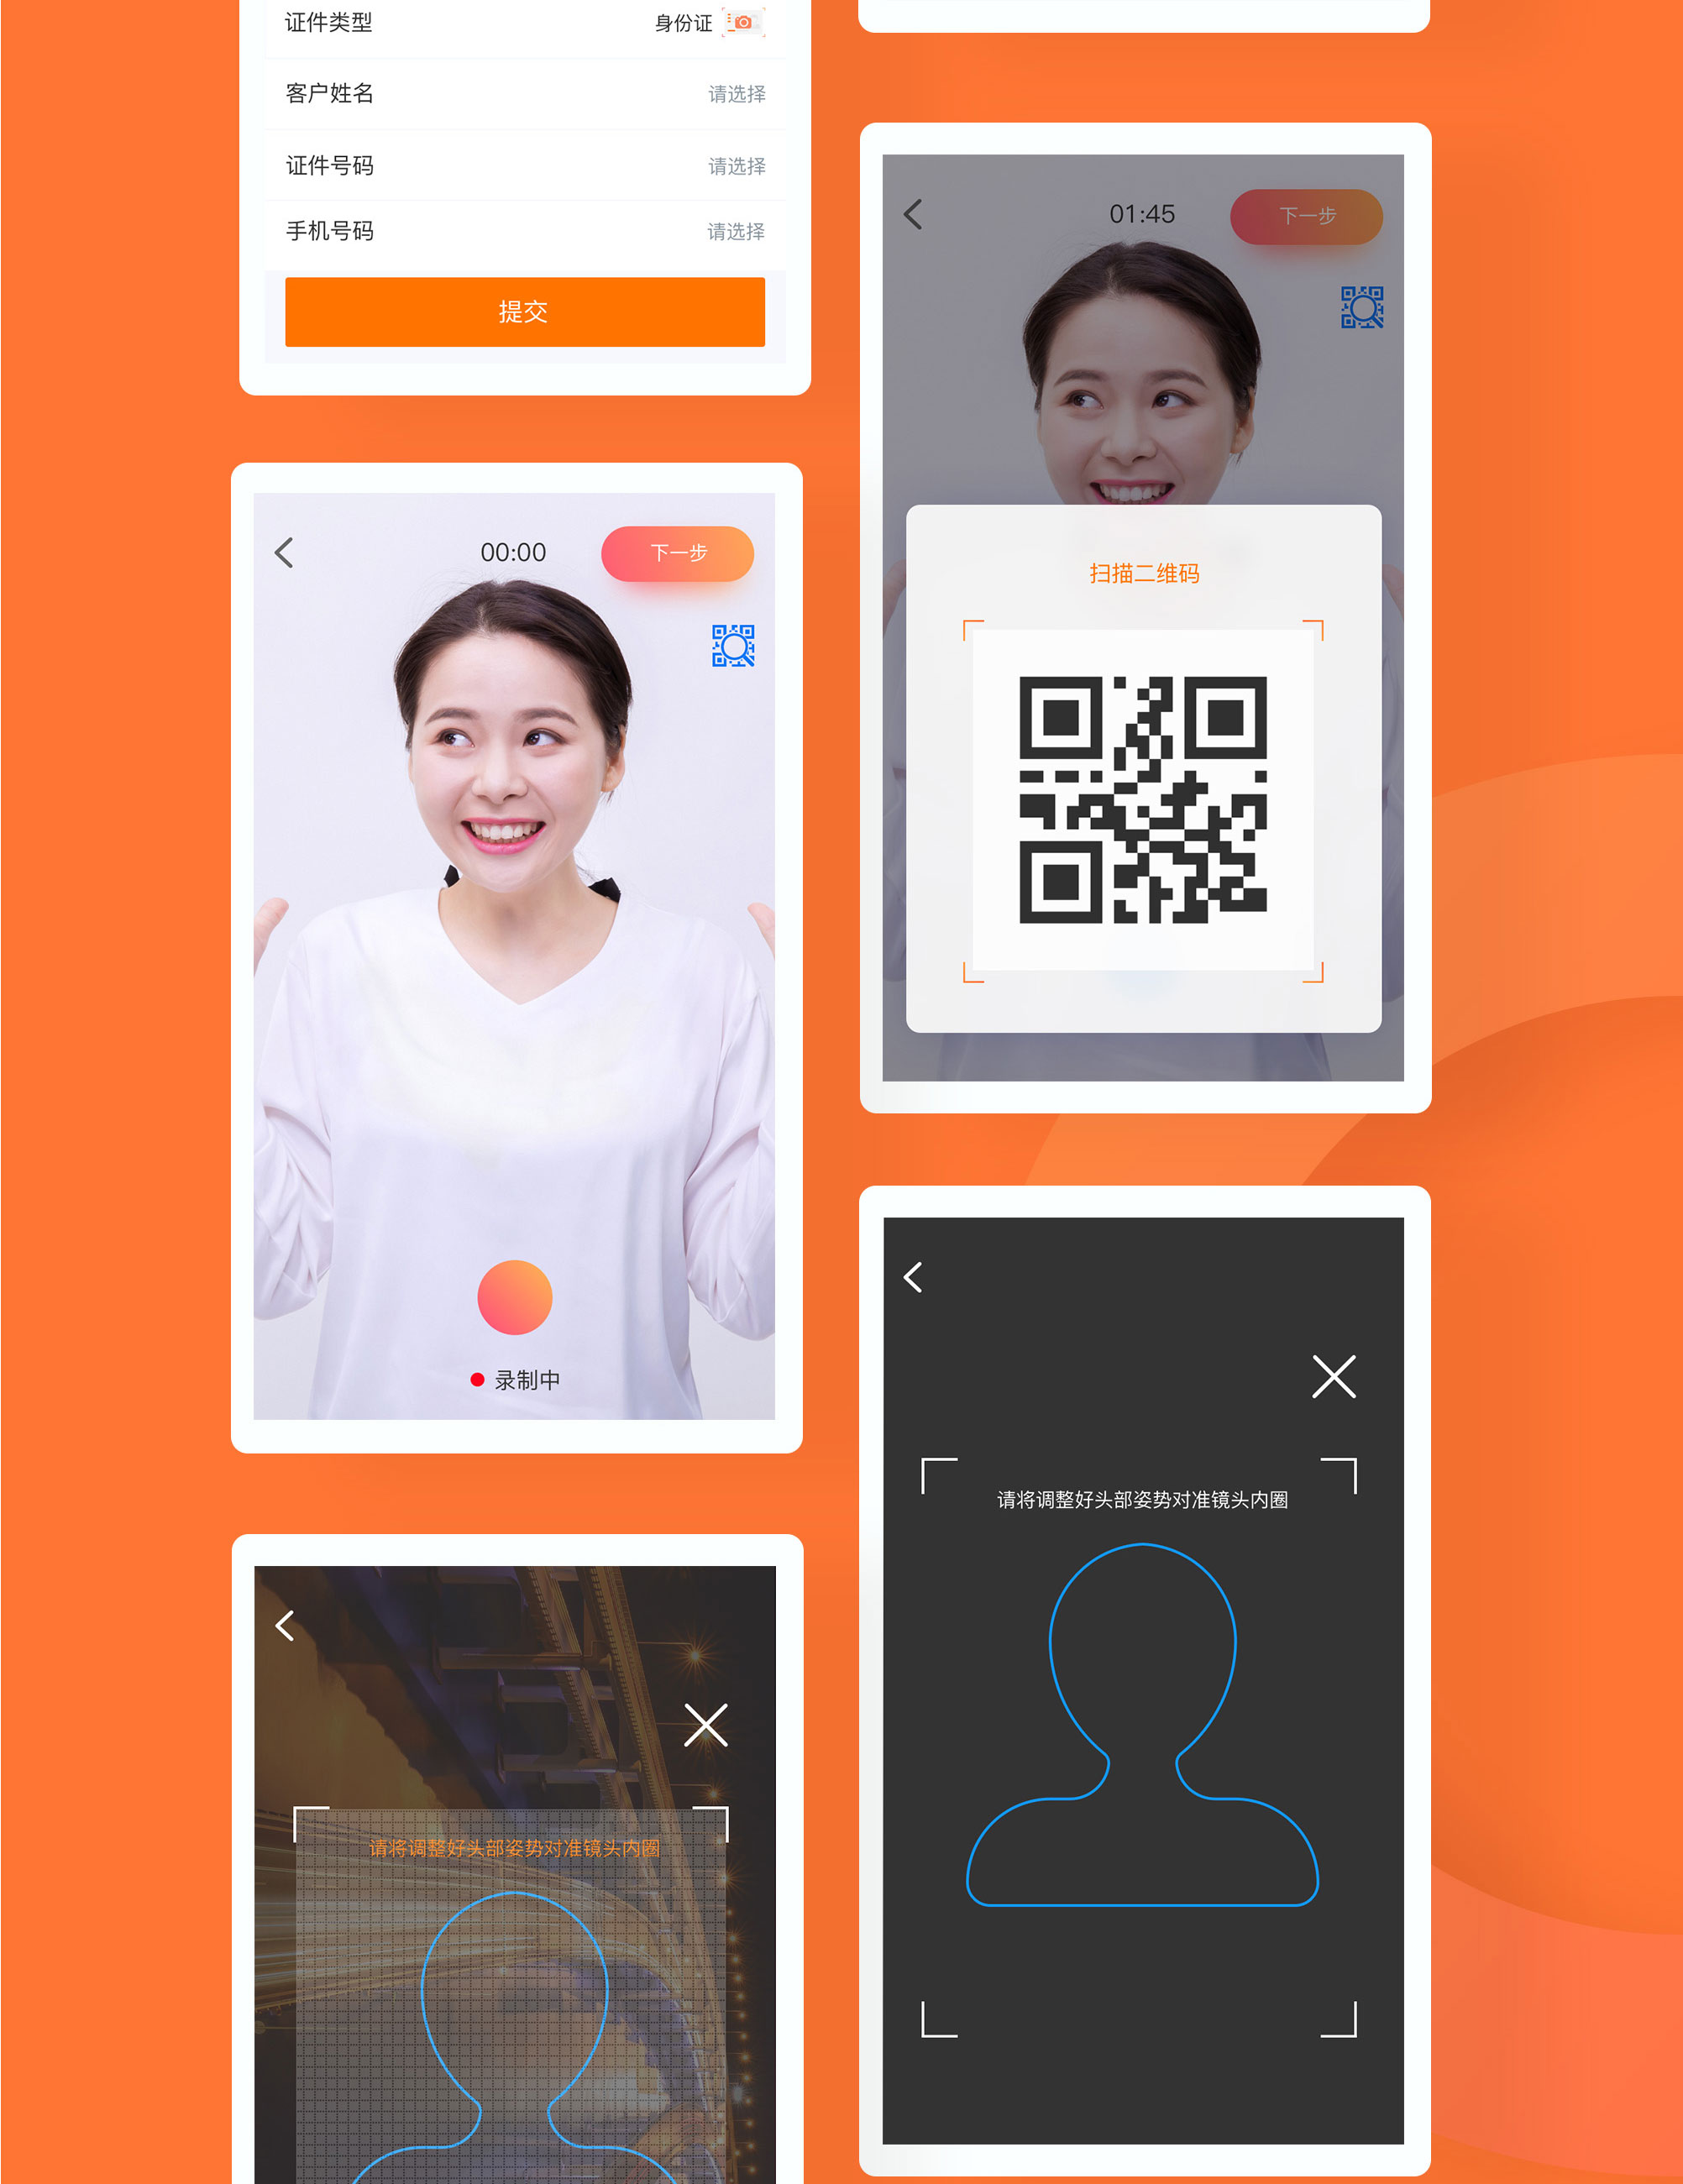 证件类型
身份证
客户姓名
请选择
证件号码
请选择
手机号码
请选择
提交
00:00
下一步
录制中
请将调整好头部姿势对准镜头内圈
01:45
下一步
扫描二维码
请将调整好头部姿势对准镜头内圈